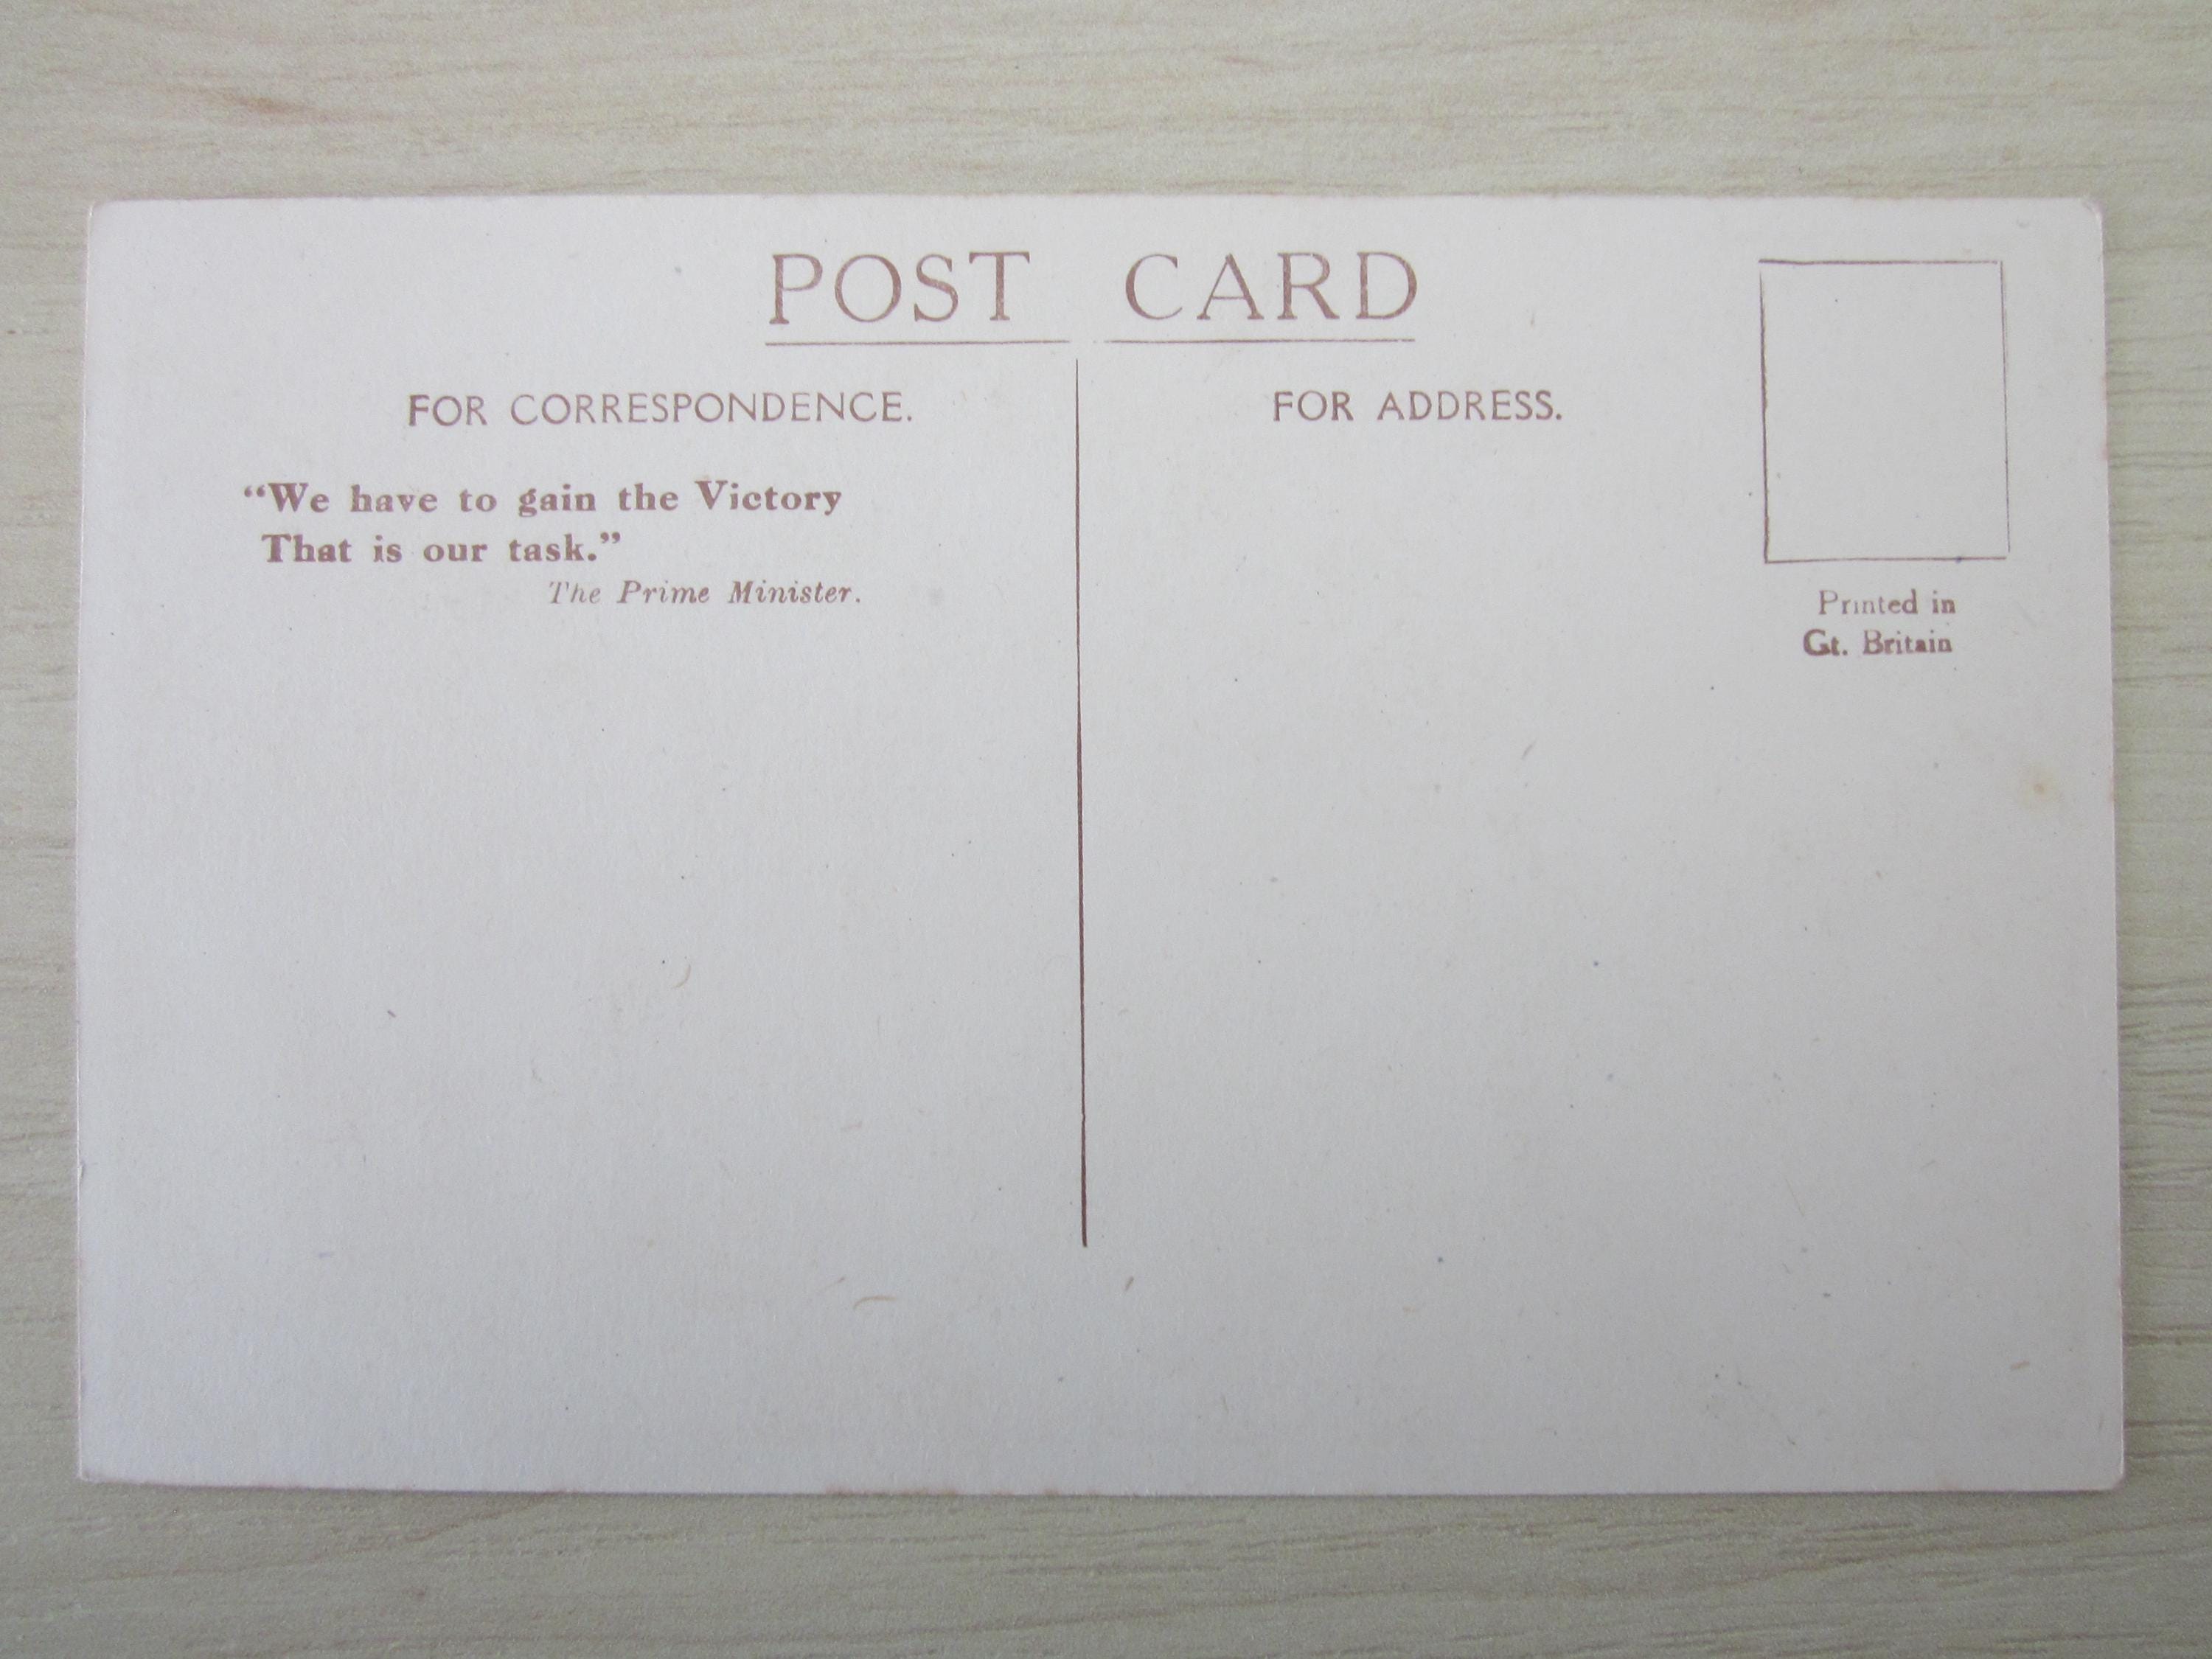 POST CARD
FOR CORRESPONDENCE.
“We have to gain the Victory
That is our task.”
The Prime Minister.
FOR ADDRESS.
Printed in
Gt. Britain